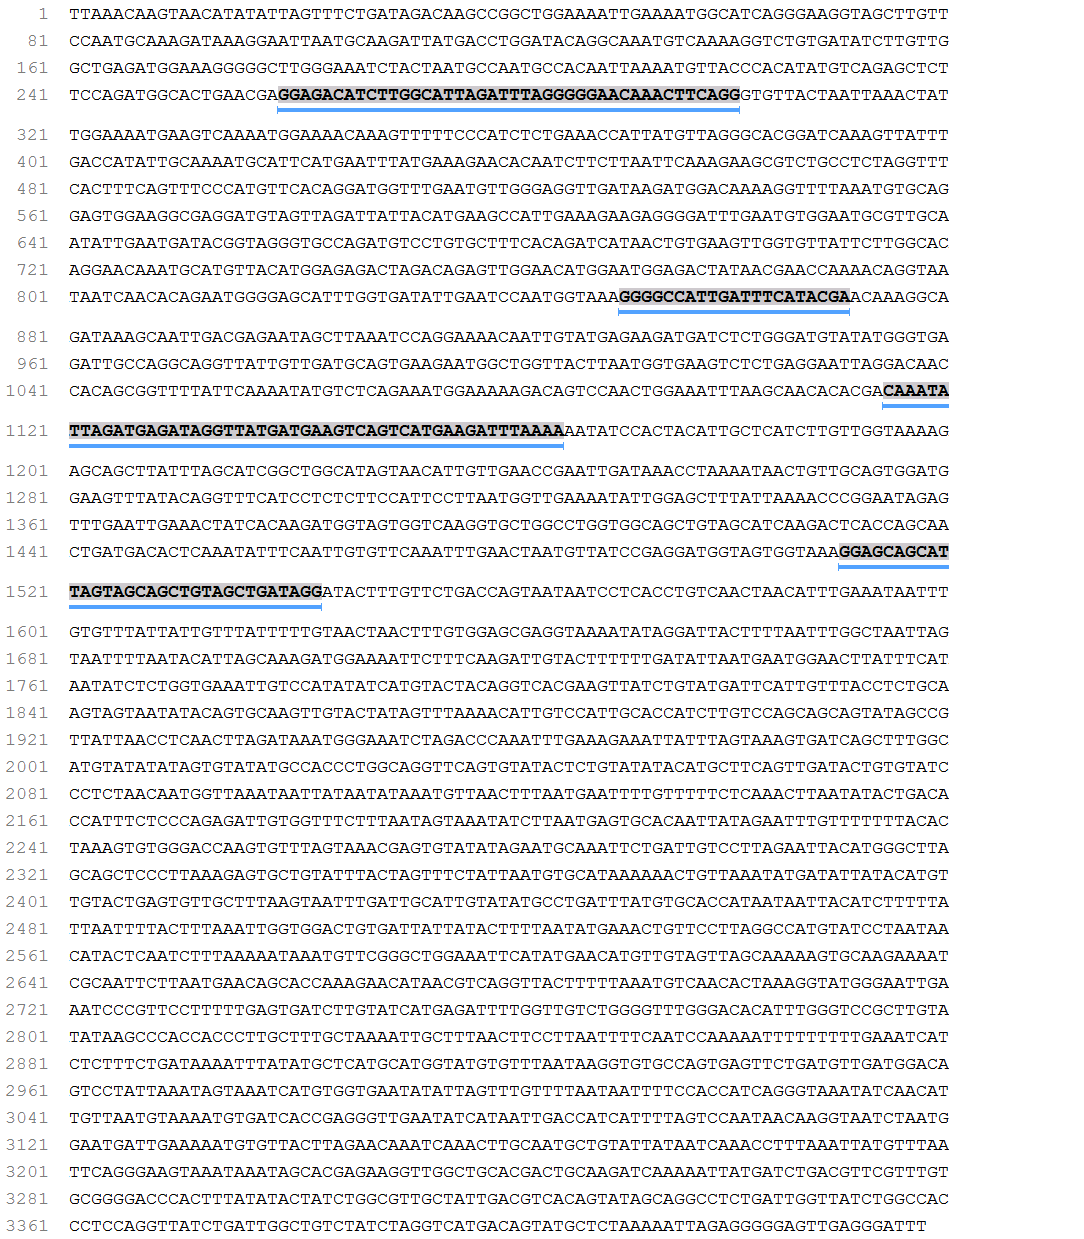 1 TTAAACAAGTAACATATATTAGTTTCTGATAGACAAGCCGGCTGGAAAATTGAAAATGGCATCAGGGAAGGTAGCTTGTT
81 CCAATGCAAAGATAAAGGAATTAATGCAAGATTATGACCTGGATACAGGCAAATGTCAAAAGGTCTGTGATATCTTGTTG
161 GCTGAGATGGAAAGGGGGCTTGGGAAATCTACTAATGCCAATGCCACAATTAAAATGTTACCCACATATGTCAGAGCTCT
241 TCCAGATGGCACTGAACGAGGAGACATCTTGGCATTAGATTTAGGGGGAACAAACTTCAGGGTGTTACTAATTAAACTAT
321 TGGAAAATGAAGTCAAAATGGAAAACAAAGTTTTTCCCATCTCTGAAACCATTATGTTAGGGCACGGATCAAAGTTATTT
401 GACCATATTGCAAAATGCATTCATGAATTTATGAAAGAACACAATCTTCTTAATTCAAAGAAGCGTCTGCCTCTAGGTTT
481 CACTTTCAGTTTCCCATGTTCACAGGATGGTTTGAATGTTGGGAGGTTGATAAGATGGACAAAAGGTTTTAAATGTGCAG
561 GAGTGGAAGGCGAGGATGTAGTTAGATTATTACATGAAGCCATTGAAAGAAGAGGGGATTTGAATGTGGAATGCGTTGCA
641 ATATTGAATGATACGGTAGGGTGCCAGATGTCCTGTGCTTTCACAGATCATAACTGTGAAGTTGGTGTTATTCTTGGCAC
721 AGGAACAAATGCATGTTACATGGAGAGACTAGACAGAGTTGGAACATGGAATGGAGACTATAACGAACCAAAACAGGTAA
801 TAATCAACACAGAATGGGGAGCATTTGGTGATATTGAATCCAATGGTAAAGGGGCCATTGATTTCATACGAACAAAGGCA
881 GATAAAGCAATTGACGAGAATAGCTTAAATCCAGGAAAACAATTGTATGAGAAGATGATCTCTGGGATGTATATGGGTGA
961 GATTGCCAGGCAGGTTATTGTTGATGCAGTGAAGAATGGCTGGTTACTTAATGGTGAAGTCTCTGAGGAATTAGGACAAC
1041 CACAGCGGTTTTATTCAAAATATGTCTCAGAAATGGAAAAAGACAGTCCAACTGGAAATTTAAGCAACACACGACAAATA
1121 TTAGATGAGATAGGTTATGATGAAGTCAGTCATGAAGATTTAAAAAATATCCACTACATTGCTCATCTTGTTGGTAAAAG
1201 AGCAGCTTATTTAGCATCGGCTGGCATAGTAACATTGTTGAACCGAATTGATAAACCTAAAATAACTGTTGCAGTGGATG
1281 GAAGTTTATACAGGTTTCATCCTCTCTTCCATTCCTTAATGGTTGAAAATATTGGAGCTTTATTAAAACCCGGAATAGAG
1361 TTTGAATTGAAACTATCACAAGATGGTAGTGGTCAAGGTGCTGGCCTGGTGGCAGCTGTAGCATCAAGACTCACCAGCAA
1441 CTGATGACACTCAAATATTTCAATTGTGTTCAAATTTGAACTAATGTTATCCGAGGATGGTAGTGGTAAAGGAGCAGCAT
1521 TAGTAGCAGCTGTAGCTGATAGGATACTTTGTTCTGACCAGTAATAATCCTCACCTGTCAACTAACATTTGAAATAATTT
1601 GTGTTTATTATTGTTTATTTTTGTAACTAACTTTGTGGAGCGAGGTAAAATATAGGATTACTTTTAATTTGGCTAATTAG
1681 TAATTTTAATACATTAGCAAAGATGGAAAATTCTTTCAAGATTGTACTTTTTTGATATTAATGAATGGAACTTATTTCAT
1761 AATATCTCTGGTGAAATTGTCCATATATCATGTACTACAGGTCACGAAGTTATCTGTATGATTCATTGTTTACCTCTGCA
1841 AGTAGTAATATACAGTGCAAGTTGTACTATAGTTTAAAACATTGTCCATTGCACCATCTTGTCCAGCAGCAGTATAGCCG
1921 TTATTAACCTCAACTTAGATAAATGGGAAATCTAGACCCAAATTTGAAAGAAATTATTTAGTAAAGTGATCAGCTTTGGC
2001 ATGTATATATAGTGTATATGCCACCCTGGCAGGTTCAGTGTATACTCTGTATATACATGCTTCAGTTGATACTGTGTATC
2081 CCTCTAACAATGGTTAAATAATTATAATATAAATGTTAACTTTAATGAATTTTGTTTTTCTCAAACTTAATATACTGACA
2161 CCATTTCTCCCAGAGATTGTGGTTTCTTTAATAGTAAATATCTTAATGAGTGCACAATTATAGAATTTGTTTTTTTACAC
2241 TAAAGTGTGGGACCAAGTGTTTAGTAAACGAGTGTATATAGAATGCAAATTCTGATTGTCCTTAGAATTACATGGGCTTA
2321 GCAGCTCCCTTAAAGAGTGCTGTATTTACTAGTTTCTATTAATGTGCATAAAAAACTGTTAAATATGATATTATACATGT
2401 TGTACTGAGTGTTGCTTTAAGTAATTTGATTGCATTGTATATGCCTGATTTATGTGCACCATAATAATTACATCTTTTTA
2481 TTAATTTTACTTTAAATTGGTGGACTGTGATTATTATACTTTTAATATGAAACTGTTCCTTAGGCCATGTATCCTAATAA
2561 CATACTCAATCTTTAAAAATAAATGTTCGGGCTGGAAATTCATATGAACATGTTGTAGTTAGCAAAAAGTGCAAGAAAAT
2641 CGCAATTCTTAATGAACAGCACCAAAGAACATAACGTCAGGTTACTTTTTAAATGTCAACACTAAAGGTATGGGAATTGA
2721 AATCCCGTTCCTTTTTGAGTGATCTTGTATCATGAGATTTTGGTTGTCTGGGGTTTGGGACACATTTGGGTCCGCTTGTA
2801 TATAAGCCCACCACCCTTGCTTTGCTAAAATTGCTTTAACTTCCTTAATTTTCAATCCAAAAATTTTTTTTTGAAATCAT
2881 CTCTTTCTGATAAAATTTATATGCTCATGCATGGTATGTGTTTAATAAGGTGTGCCAGTGAGTTCTGATGTTGATGGACA
2961 GTCCTATTAAATAGTAAATCATGTGGTGAATATATTAGTTTGTTTTAATAATTTTCCACCATCAGGGTAAATATCAACAT
3041 TGTTAATGTAAAATGTGATCACCGAGGGTTGAATATCATAATTGACCATCATTTTAGTCCAATAACAAGGTAATCTAATG
3121 GAATGATTGAAAAATGTGTTACTTAGAACAAATCAAACTTGCAATGCTGTATTATAATCAAACCTTTAAATTATGTTTAA
3201 TTCAGGGAAGTAAATAAATAGCACGAGAAGGTTGGCTGCACGACTGCAAGATCAAAAATTATGATCTGACGTTCGTTTGT
3281 GCGGGGACCCACTTTATATACTATCTGGCGTTGCTATTGACGTCACAGTATAGCAGGCCTCTGATTGGTTATCTGGCCAC
3361 CCTCCAGGTTATCTGATTGGCTGTCTATCTAGGTCATGACAGTATGCTCTAAAAATTAGAGGGGGAGTTGAGGGATTT